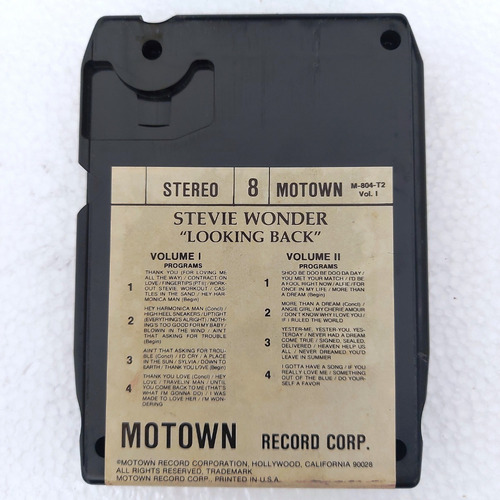 STEREO 8 MOTOWN M-804-T2
Vol. I
STEVIE WONDER
"LOOKING BACK"
VOLUME I
PROGRAMS
1 THANK YOU (FOR LOVING ME
ALL THE WAY) / CONTRACT ON
LOVE / FINGERTIPS (PT II) / WORK-
OUT STEVIE WORKOUT / CAS-
TLES IN THE SAND / HEY HAR-
MONICA MAN (Begin)
2 HEY HARMONICA MAN (Concl) /
HIGH HEEL SNEAKERS / UPTIGHT
(EVERYTHING'S ALRIGHT) / NOTH-
ING'S TOO GOOD FOR MY BABY /
BLOWIN IN THE WIND / AIN'T
THAT ASKING FOR TROUBLE
(Begin)
3 AIN'T THAT ASKING FOR TROU-
BLE (Concl) / I'D CRY / A PLACE
IN THE SUN / SYLVIA / DOWN TO
EARTH / THANK YOU LOVE (Begin)
4 THANK YOU LOVE (Concl) / HEY
LOVE / TRAVELIN MAN / UNTIL
YOU COME BACK TO ME (THAT'S
WHAT I'M GONNA DO) / I WAS
MADE TO LOVE HER / I'M WON-
DERING
VOLUME II
PROGRAMS
1 SHOO BE DOO BE DOO DA DAY
/ YOU MET YOUR MATCH / I'D BE
A FOOL RIGHT NOW / ALFIE / FOR
ONCE IN MY LIFE / MORE THAN
A DREAM (Begin)
2 MORE THAN A DREAM (Concl) /
ANGIE GIRL / MY CHERIE AMOUR
/ DON'T KNOW WHY I LOVE YOU /
IF I RULED THE WORLD
3 YESTER-ME, YESTER-YOU, YES-
TERDAY / NEVER HAD A DREAM
COME TRUE / SIGNED, SEALED,
DELIVERED / HEAVEN HELP US
ALL / NEVER DREAMED YOU'D
LEAVE IN SUMMER
4 I GOTTA HAVE A SONG / IF YOU
REALLY LOVE ME / SOMETHING
OUT OF THE BLUE / DO YOUR-
SELF A FAVOR
MOTOWN RECORD CORP.
©MOTOWN RECORD CORPORATION, HOLLYWOOD, CALIFORNIA 90028
ALL RIGHTS RESERVED, TRADEMARK
MOTOWN RECORD CORP. PRINTED IN U.S.A.